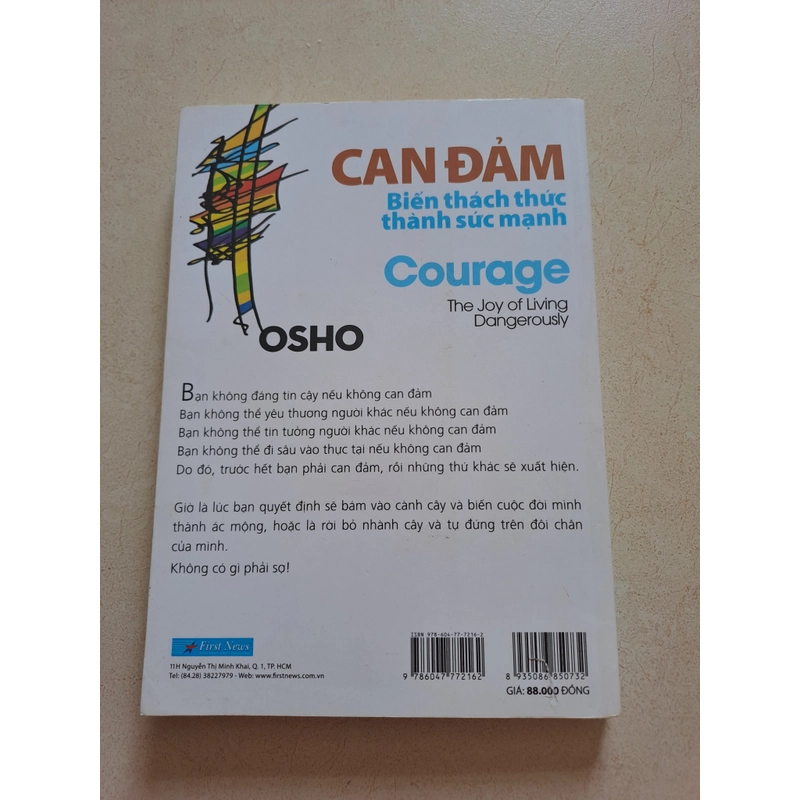 CAN ĐẢM
Biến thách thức
thành sức mạnh
Courage
The Joy of Living
Dangerously
OSHO
Bạn không đáng tin cậy nếu không can đảm
Bạn không thể yêu thương người khác nếu không can đảm
Bạn không thể tin tưởng người khác nếu không can đảm
Bạn không thể đi sâu vào thực tại nếu không can đảm
Do đó, trước hết bạn phải can đảm, rồi những thứ khác sẽ xuất hiện.
Giờ là lúc bạn quyết định sẽ bám vào cành cây và biến cuộc đời mình
thành ác mộng, hoặc là rời bỏ nhành cây và tự đứng trên đôi chân
của mình.
Không có gì phải sợ!
First News
11H Nguyễn Thị Minh Khai, Q. 1, TP. HCM
Tel: (84.28) 38227979 - Web: www.firstnews.com.vn
ISBN 978-604-77-7216-2
9 786047 772162
8 935086 850732
GIÁ: 88.000 ĐỒNG